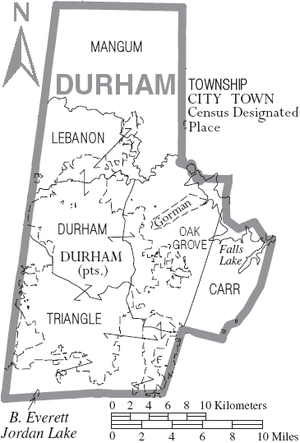 N
MANGUM
DURHAM
TOWNSHIP
CITY TOWN
Census Designated
Place
LEBANON
Gorman
DURHAM
OAK
GROVE
DURHAM
(pts.)
Falls
Lake
CARR
TRIANGLE
B. Everett
Jordan Lake
0 2 4 6 8 10 Kilometers
0 2 4 6 8 10 Miles